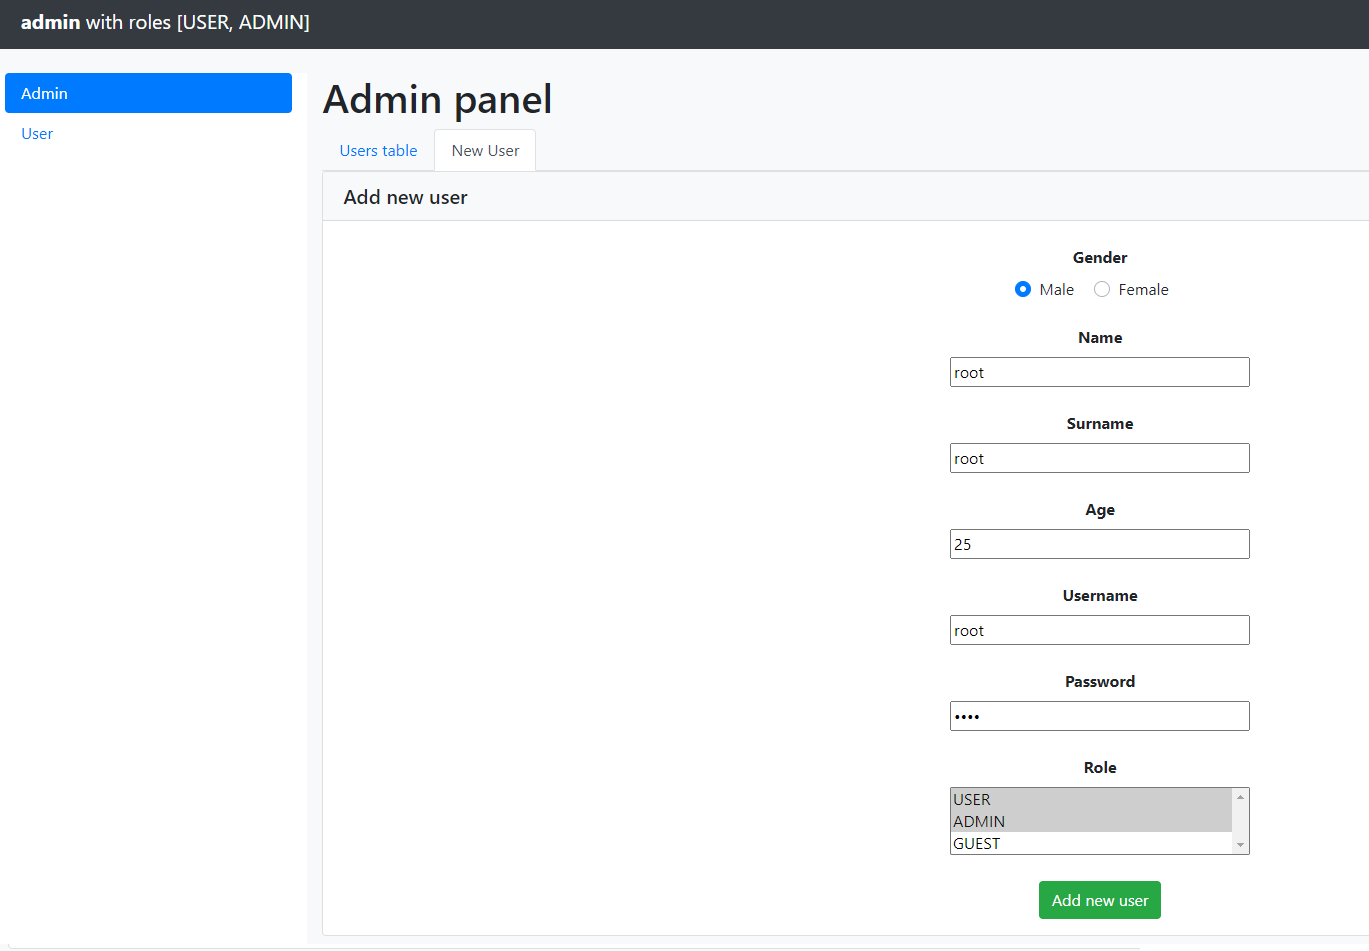 admin with roles [USER, ADMIN]
Admin
User
Admin panel
Users table
New User
Add new user
Gender
Male
Female
Name
root
Surname
root
Age
25
Username
root
Password
••••
Role
USER
ADMIN
GUEST
Add new user